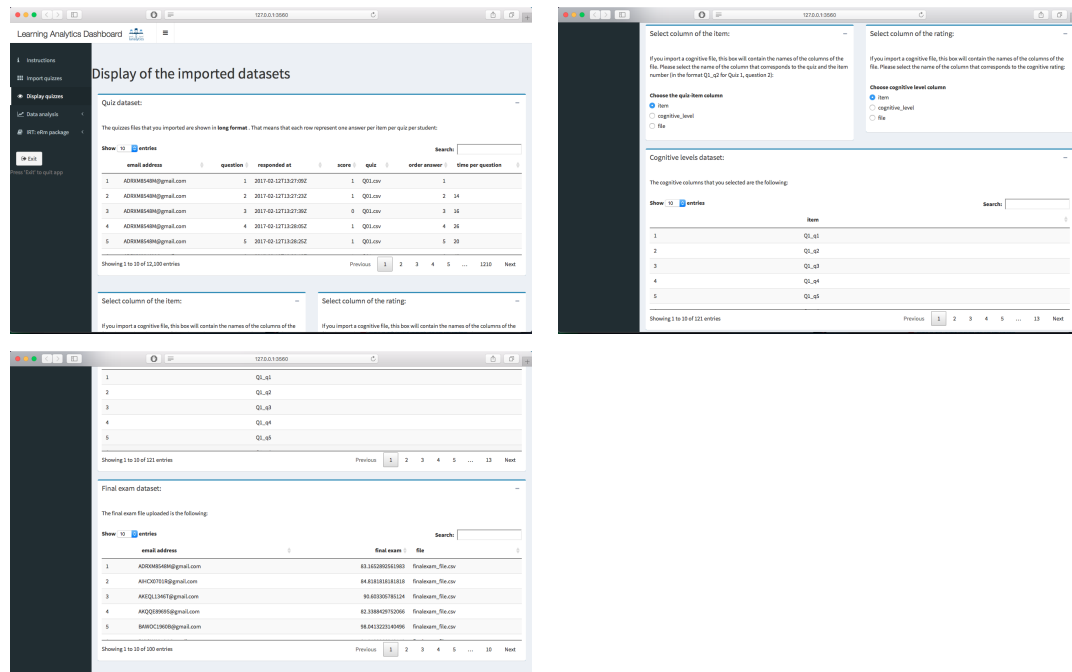 127.0.0.1:3560
Learning Analytics Dashboard
Instructions
Import quizzes
Display quizzes
Data analysis
IRT: eRm package
Exit
Press 'Exit' to quit app
Display of the imported datasets
Quiz dataset:
The quizzes files that you imported are shown in long format . That means that each row represent one answer per item per quiz per student:
Show 10 entries Search:
email address question responded at score quiz order answer time per question
1 ADRXM8548M@gmail.com 1 2017-02-12T13:27:09Z 1 Q01.csv 1
2 ADRXM8548M@gmail.com 2 2017-02-12T13:27:23Z 1 Q01.csv 2 14
3 ADRXM8548M@gmail.com 3 2017-02-12T13:27:39Z 0 Q01.csv 3 16
4 ADRXM8548M@gmail.com 4 2017-02-12T13:28:05Z 1 Q01.csv 4 26
5 ADRXM8548M@gmail.com 5 2017-02-12T13:28:25Z 1 Q01.csv 5 20
Showing 1 to 10 of 12,100 entries Previous 1 2 3 4 5 ... 1210 Next
Select column of the item:
If you import a cognitive file, this box will contain the names of the columns of the
Select column of the rating:
If you import a cognitive file, this box will contain the names of the columns of the
127.0.0.1:3560
Select column of the item:
If you import a cognitive file, this box will contain the names of the columns of the
file. Please select the name of the column that corresponds to the quiz and the item
number (in the format Q1_q2 for Quiz 1, question 2):
Choose the quiz-item column
item
cognitive_level
file
Select column of the rating:
If you import a cognitive file, this box will contain the names of the columns of the
file. Please select the name of the column that corresponds to the cognitive rating:
Choose cognitive level column
item
cognitive_level
file
Cognitive levels dataset:
The cognitive columns that you selected are the following:
Show 10 entries Search:
item
1 Q1_q1
2 Q1_q2
3 Q1_q3
4 Q1_q4
5 Q1_q5
Showing 1 to 10 of 121 entries Previous 1 2 3 4 5 ... 13 Next
127.0.0.1:3560
1 Q1_q1
2 Q1_q2
3 Q1_q3
4 Q1_q4
5 Q1_q5
Showing 1 to 10 of 121 entries Previous 1 2 3 4 5 ... 13 Next
Final exam dataset:
The final exam file uploaded is the following:
Show 10 entries Search:
email address final exam file
1 ADRXM8548M@gmail.com 83.1652892561983 finalexam_file.csv
2 AIHCX0701R@gmail.com 84.8181818181818 finalexam_file.csv
3 AKEQL1346T@gmail.com 90.603305785124 finalexam_file.csv
4 AKQQE8969S@gmail.com 82.3388429752066 finalexam_file.csv
5 BAWOC1960B@gmail.com 98.0413223140496 finalexam_file.csv
Showing 1 to 10 of 100 entries Previous 1 2 3 4 5 ... 10 Next